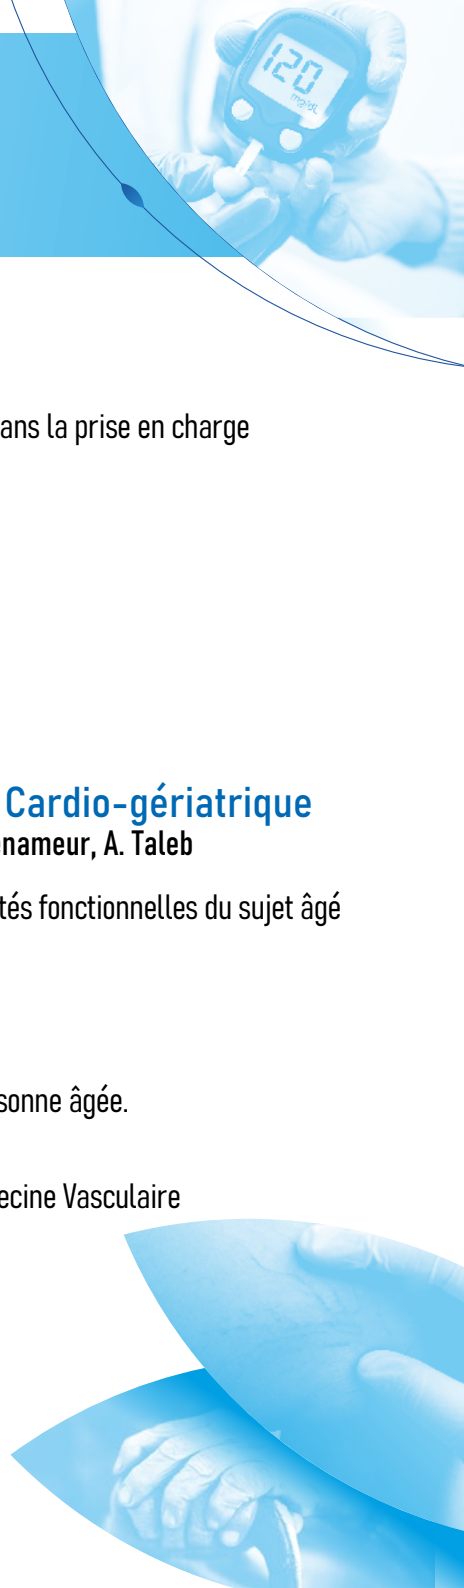 120
mg/dL
ans la prise en charge
Cardio-gériatrique
enameur, A. Taleb
tés fonctionnelles du sujet âgé
sonne âgée.
ecine Vasculaire